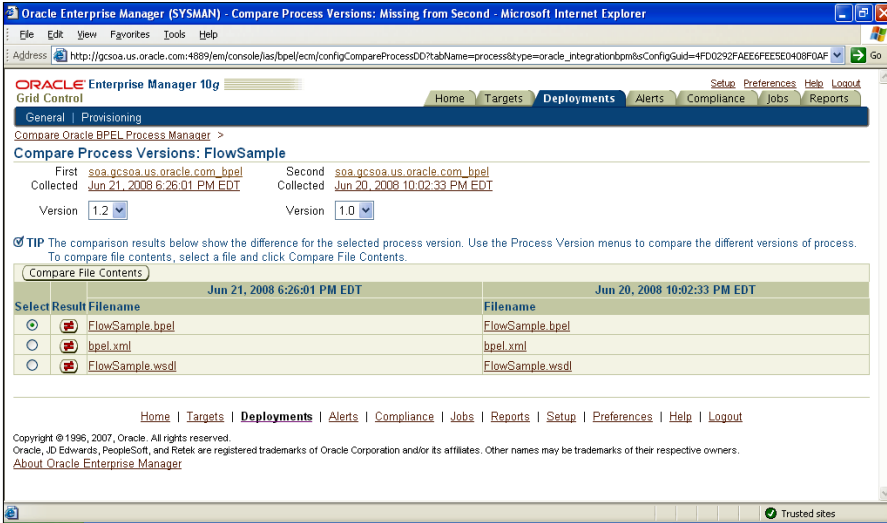 Oracle Enterprise Manager (SYSMAN) - Compare Process Versions: Missing from Second - Microsoft Internet Explorer
File Edit View Favorites Tools Help
Address http://gcsoa.us.oracle.com:4889/em/console/ias/bpel/ecm/configCompareProcessDD?tabName=process&type=oracle_integrationbpm&sConfigGuid=4FD0292FAEE6FEE5E0408F0AF Go
ORACLE Enterprise Manager 10g
Grid Control
Setup Preferences Help Logout
Home Targets Deployments Alerts Compliance Jobs Reports
General | Provisioning
Compare Oracle BPEL Process Manager >
Compare Process Versions: FlowSample
First soa.gcsoa.us.oracle.com_bpel Second soa.gcsoa.us.oracle.com_bpel
Collected Jun 21, 2008 6:26:01 PM EDT Collected Jun 20, 2008 10:02:33 PM EDT
Version 1.2 Version 1.0
TIP The comparison results below show the difference for the selected process version. Use the Process Version menus to compare the different versions of process.
To compare file contents, select a file and click Compare File Contents.
Compare File Contents
Jun 21, 2008 6:26:01 PM EDT Jun 20, 2008 10:02:33 PM EDT
Select Result Filename Filename
FlowSample.bpel FlowSample.bpel
bpel.xml bpel.xml
FlowSample.wsdl FlowSample.wsdl
Home | Targets | Deployments | Alerts | Compliance | Jobs | Reports | Setup | Preferences | Help | Logout
Copyright © 1996, 2007, Oracle. All rights reserved.
Oracle, JD Edwards, PeopleSoft, and Retek are registered trademarks of Oracle Corporation and/or its affiliates. Other names may be trademarks of their respective owners.
About Oracle Enterprise Manager
Trusted sites